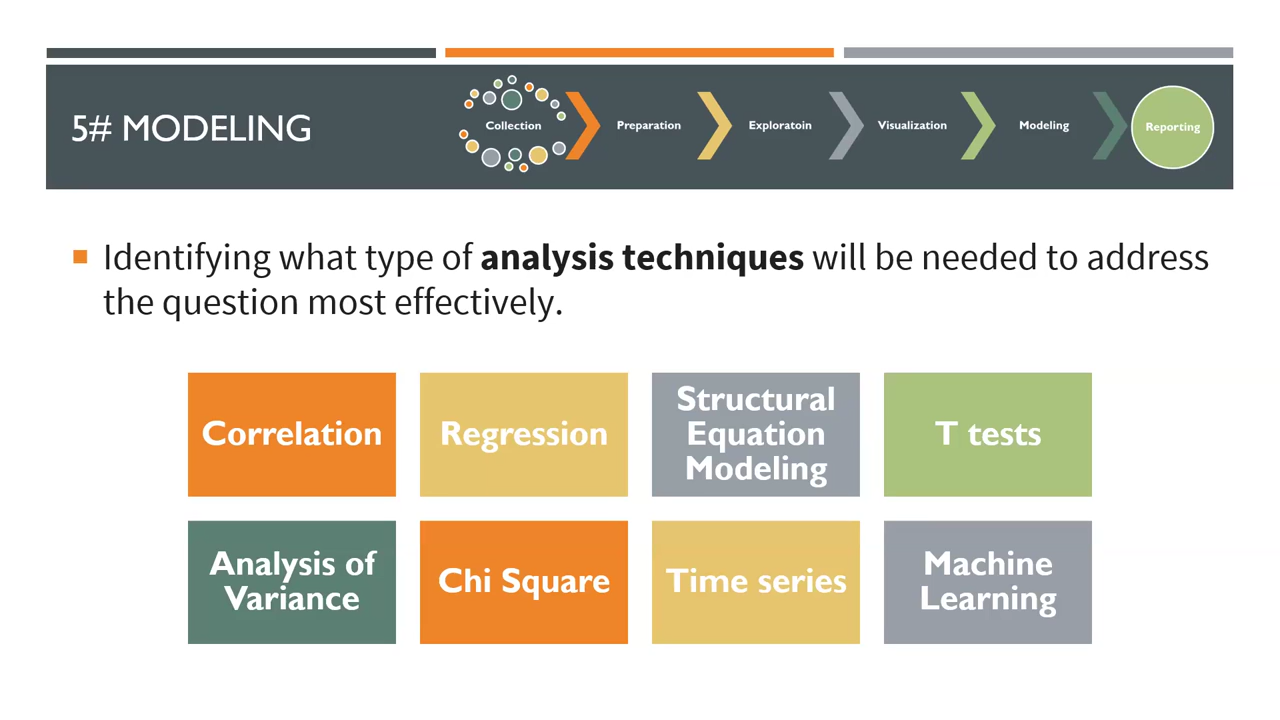 5# MODELING
Collection
Preparation
Exploratoin
Visualization
Modeling
Reporting
Identifying what type of analysis techniques will be needed to address
the question most effectively.
Correlation
Regression
Structural
Equation
Modeling
T tests
Analysis of
Variance
Chi Square
Time series
Machine
Learning